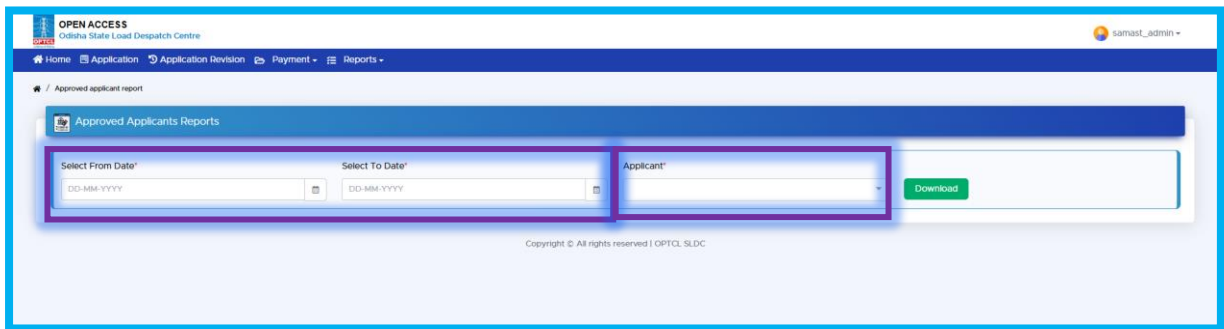 OPEN ACCESS
Odisha State Load Despatch Centre
OPTCL
samast_admin
Home Application Application Revision Payment Reports
/ Approved applicant report
Approved Applicants Reports
Select From Date* Select To Date* Applicant*
DD-MM-YYYY DD-MM-YYYY Download
Copyright © All rights reserved | OPTCL SLDC